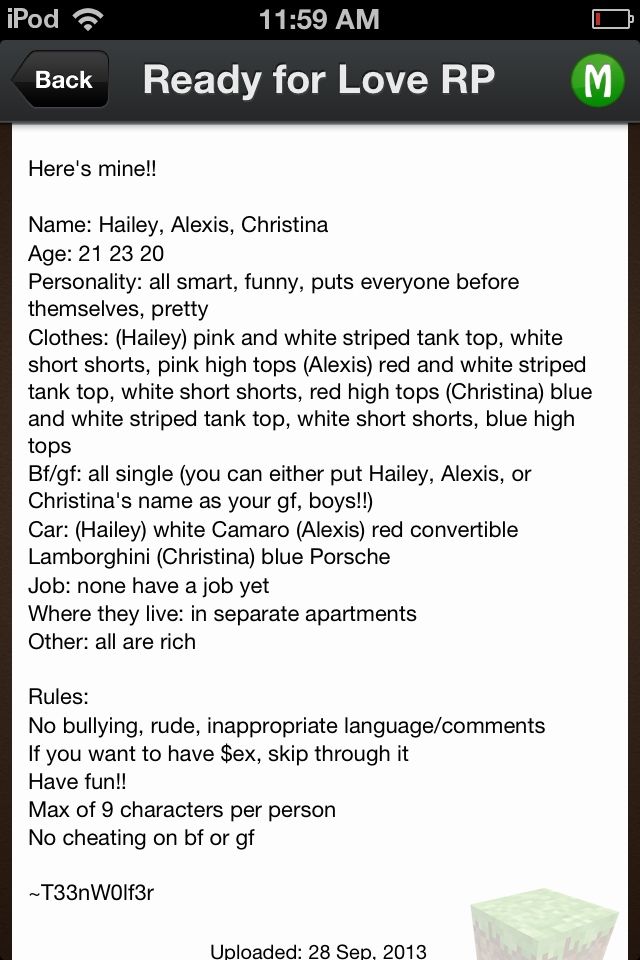 iPod 11:59 AM
Back Ready for Love RP M
Here's mine!!
Name: Hailey, Alexis, Christina
Age: 21 23 20
Personality: all smart, funny, puts everyone before
themselves, pretty
Clothes: (Hailey) pink and white striped tank top, white
short shorts, pink high tops (Alexis) red and white striped
tank top, white short shorts, red high tops (Christina) blue
and white striped tank top, white short shorts, blue high
tops
Bf/gf: all single (you can either put Hailey, Alexis, or
Christina's name as your gf, boys!!)
Car: (Hailey) white Camaro (Alexis) red convertible
Lamborghini (Christina) blue Porsche
Job: none have a job yet
Where they live: in separate apartments
Other: all are rich
Rules:
No bullying, rude, inappropriate language/comments
If you want to have $ex, skip through it
Have fun!!
Max of 9 characters per person
No cheating on bf or gf
~T33nW0lf3r
Uploaded: 28 Sep, 2013